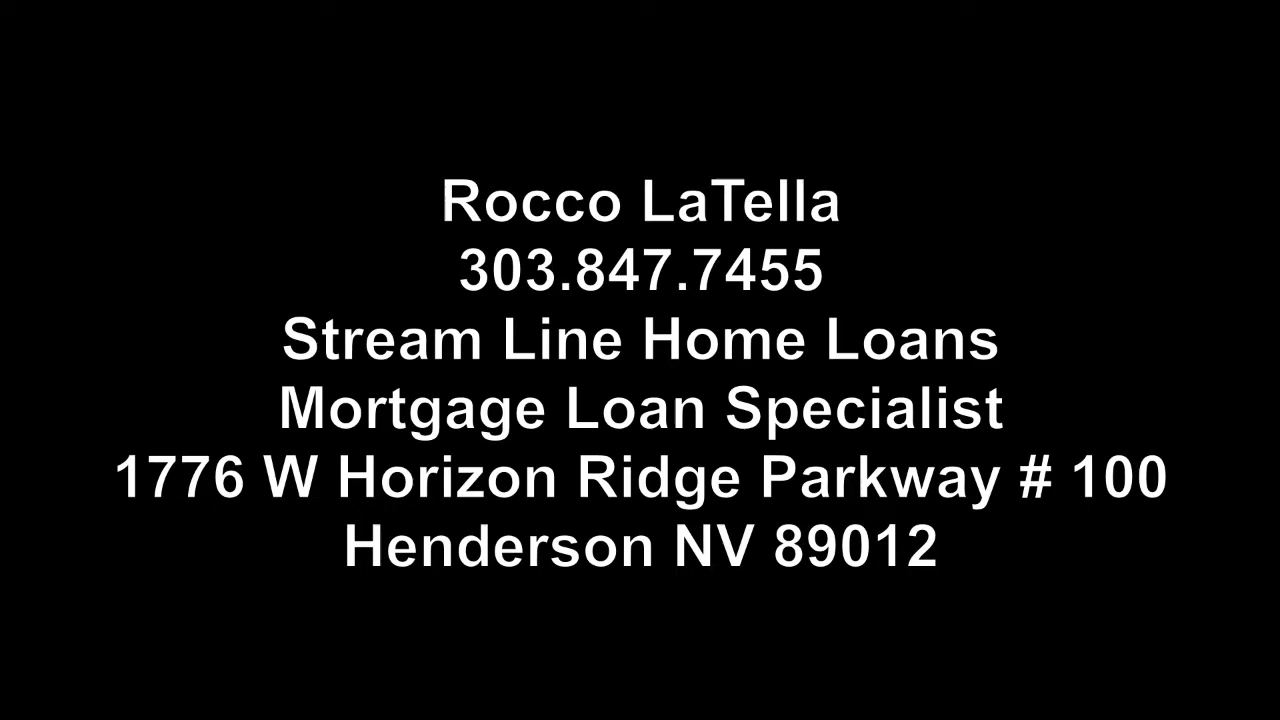 Rocco LaTella
303.847.7455
Stream Line Home Loans
Mortgage Loan Specialist
1776 W Horizon Ridge Parkway # 100
Henderson NV 89012